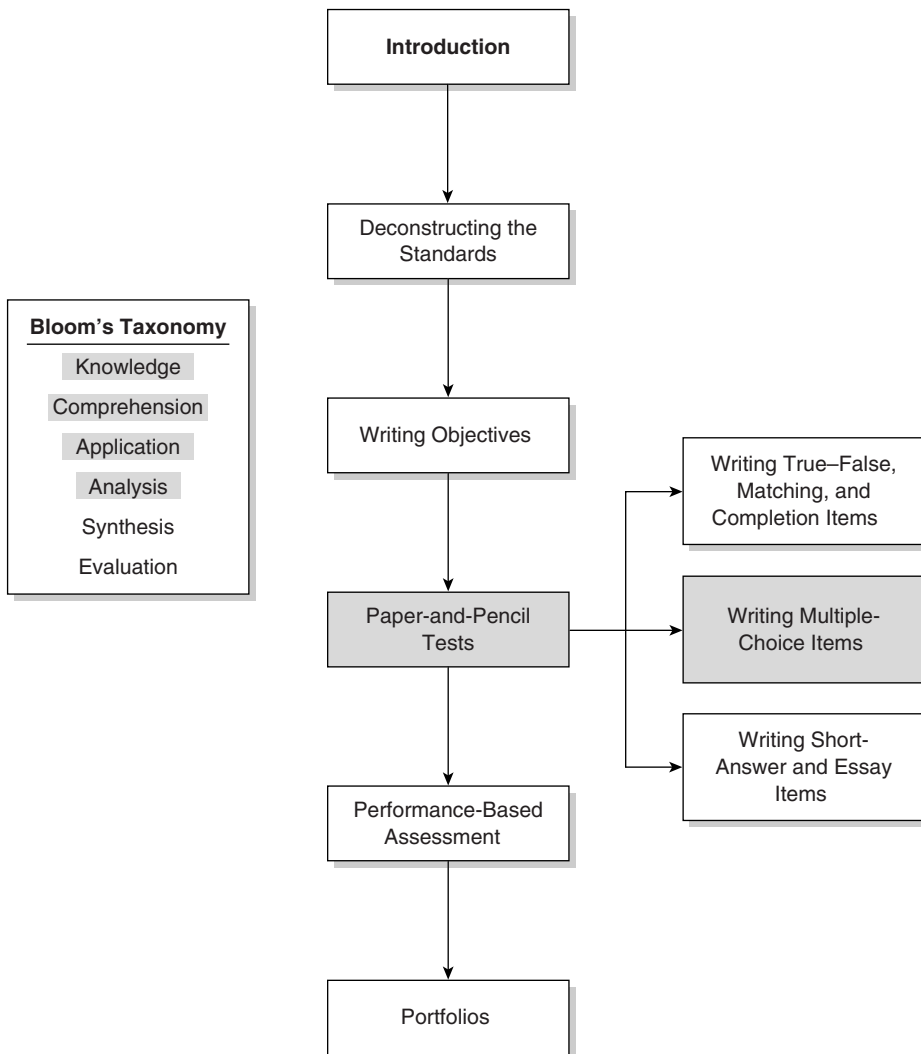 Introduction
Deconstructing the
Standards
Bloom's Taxonomy
Knowledge
Comprehension
Application
Analysis
Synthesis
Evaluation
Writing Objectives
Writing True–False,
Matching, and
Completion Items
Paper-and-Pencil
Tests
Writing Multiple-
Choice Items
Writing Short-
Answer and Essay
Items
Performance-Based
Assessment
Portfolios